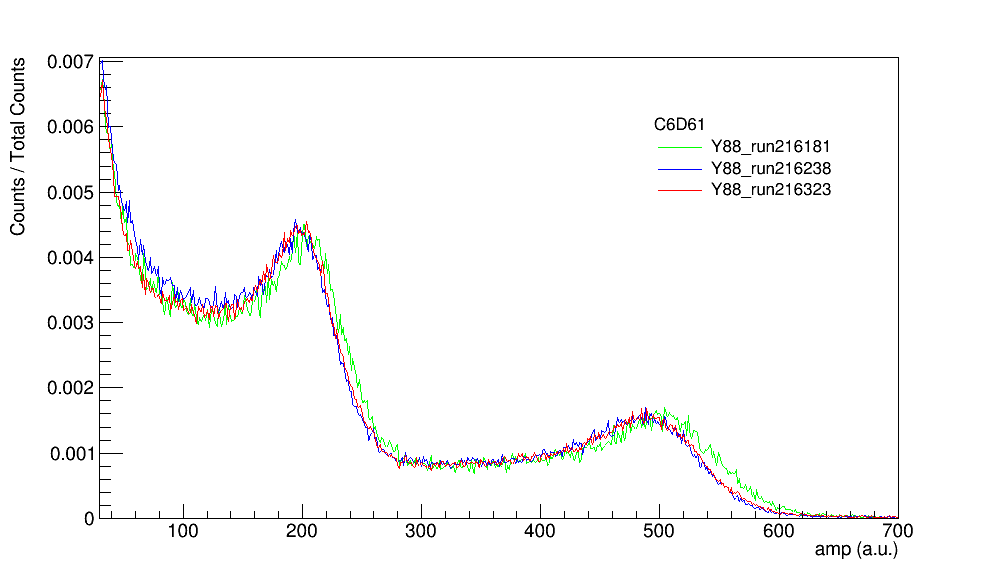 Counts / Total Counts
0.007
0.006
0.005
0.004
0.003
0.002
0.001
0
C6D61
Y88_run216181
Y88_run216238
Y88_run216323
100 200 300 400 500 600 700
amp (a.u.)